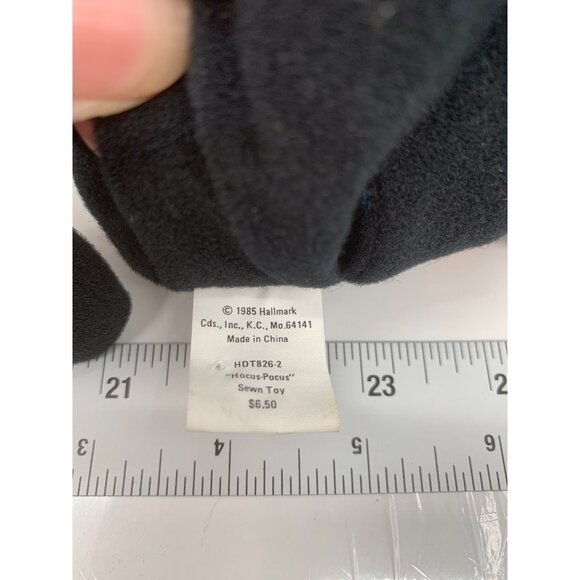 © 1985 Hallmark
Cds., Inc., K.C., Mo.64141
Made in China
HDT826-2
"Hocus-Pocus"
Sewn Toy
$6.50
21
23
3
4
5
6